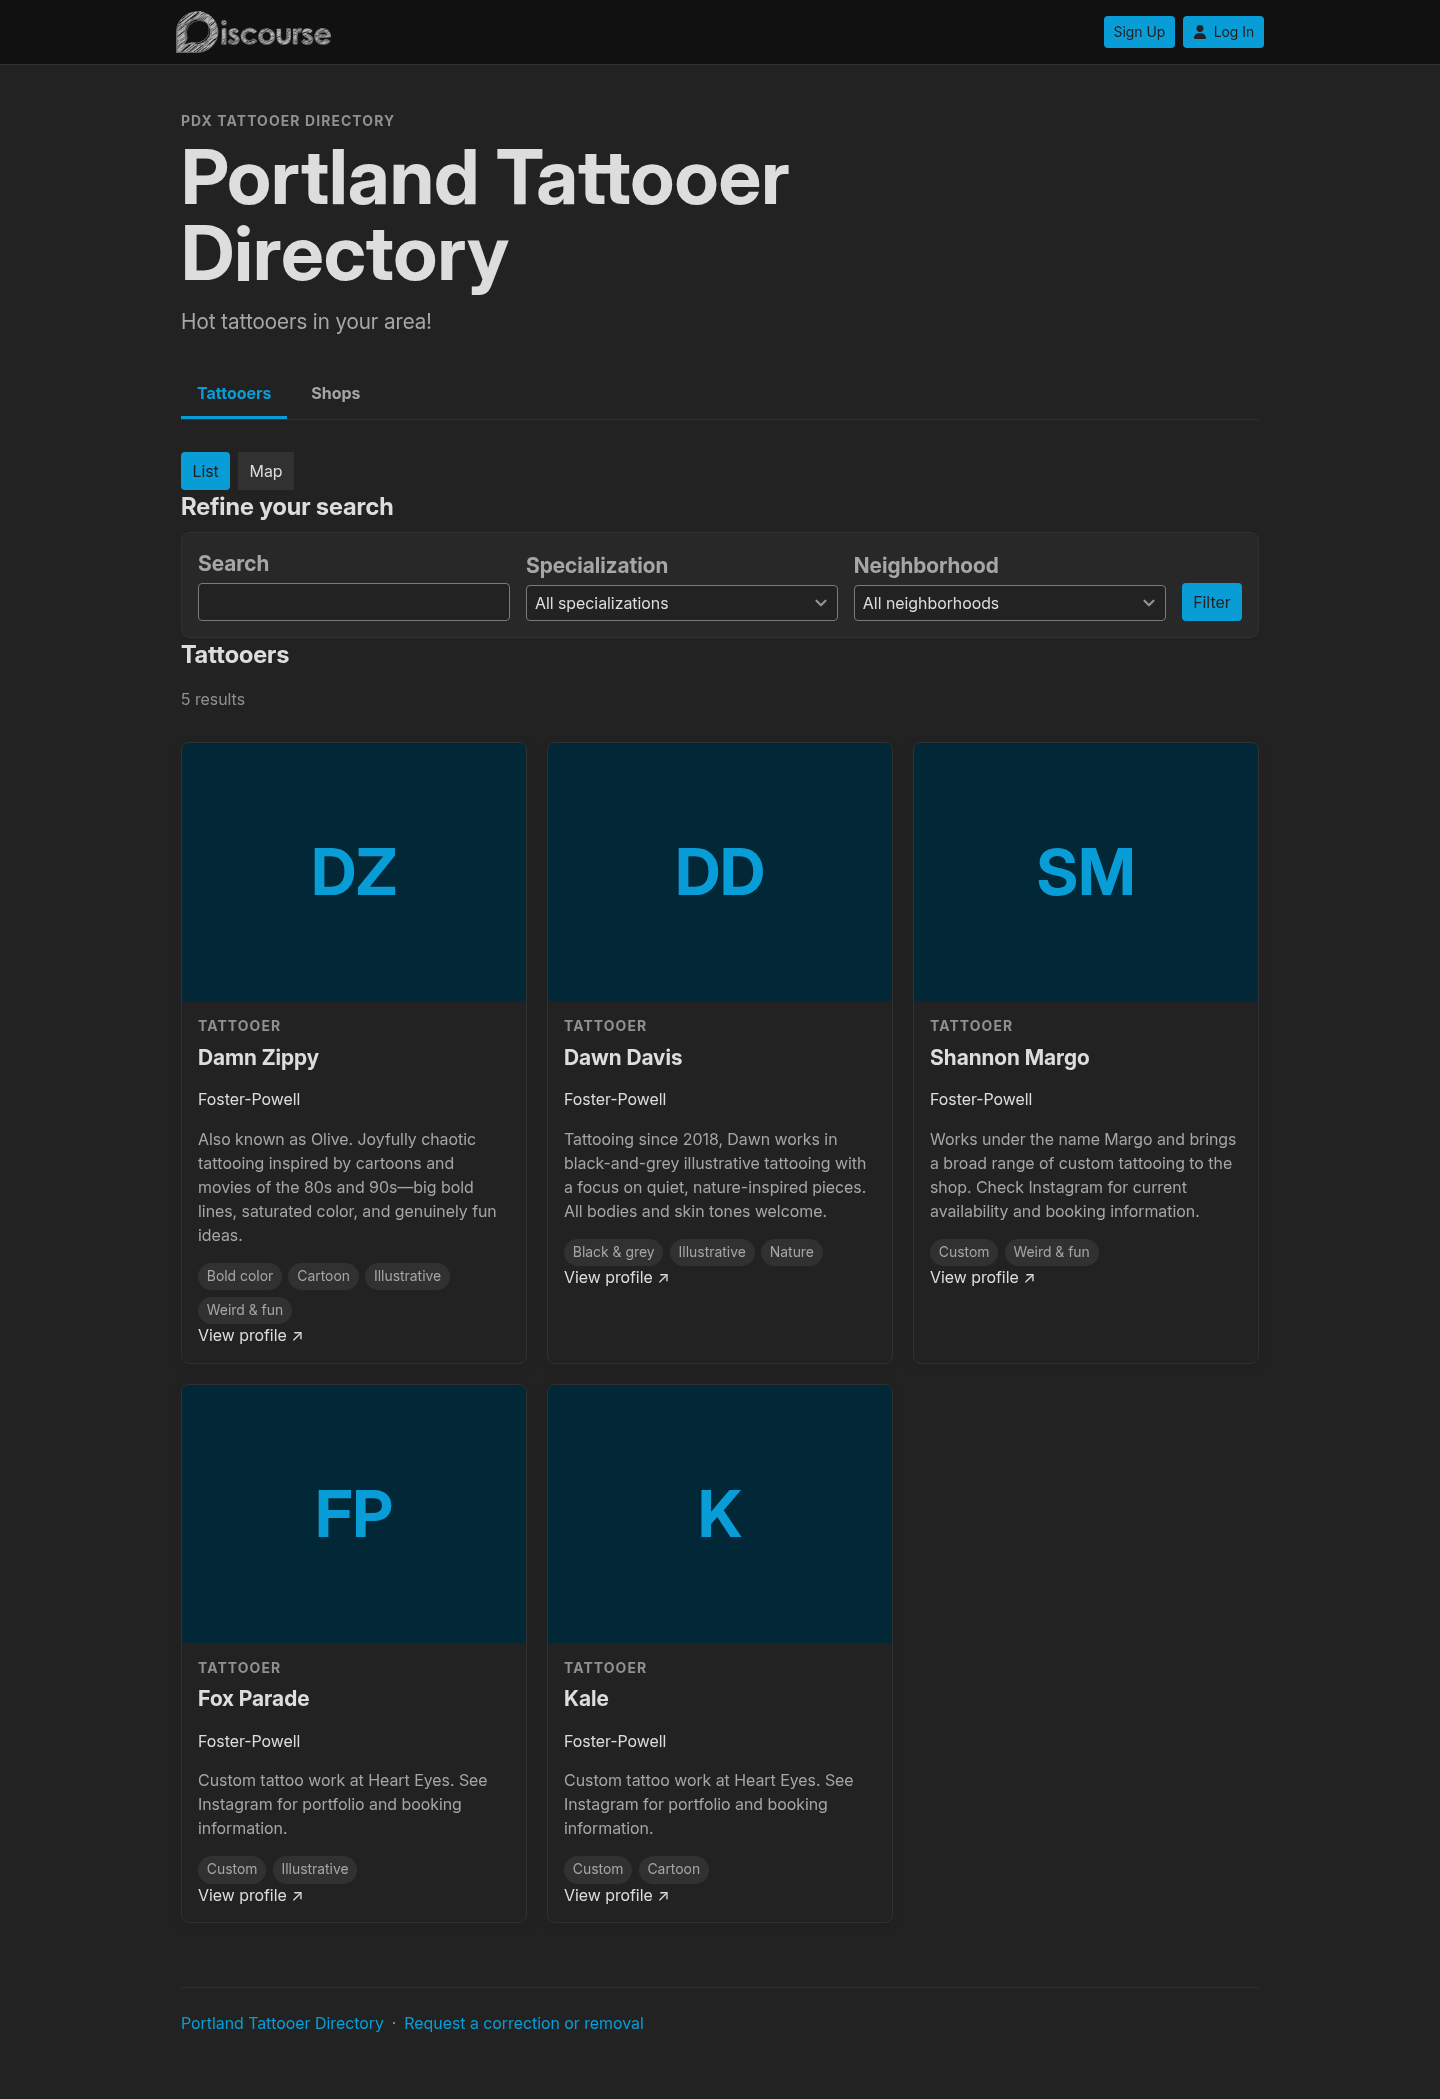 Discourse
Sign Up
Log In
PDX TATTOOER DIRECTORY
Portland Tattooer
Directory
Hot tattooers in your area!
Tattooers
Shops
List
Map
Refine your search
Search
Specialization
Neighborhood
All specializations
All neighborhoods
Filter
Tattooers
5 results
DZ
TATTOOER
Damn Zippy
Foster-Powell
Also known as Olive. Joyfully chaotic
tattooing inspired by cartoons and
movies of the 80s and 90s—big bold
lines, saturated color, and genuinely fun
ideas.
Bold color
Cartoon
Illustrative
Weird & fun
View profile ↗
DD
TATTOOER
Dawn Davis
Foster-Powell
Tattooing since 2018, Dawn works in
black-and-grey illustrative tattooing with
a focus on quiet, nature-inspired pieces.
All bodies and skin tones welcome.
Black & grey
Illustrative
Nature
View profile ↗
SM
TATTOOER
Shannon Margo
Foster-Powell
Works under the name Margo and brings
a broad range of custom tattooing to the
shop. Check Instagram for current
availability and booking information.
Custom
Weird & fun
View profile ↗
FP
TATTOOER
Fox Parade
Foster-Powell
Custom tattoo work at Heart Eyes. See
Instagram for portfolio and booking
information.
Custom
Illustrative
View profile ↗
K
TATTOOER
Kale
Foster-Powell
Custom tattoo work at Heart Eyes. See
Instagram for portfolio and booking
information.
Custom
Cartoon
View profile ↗
Portland Tattooer Directory · Request a correction or removal